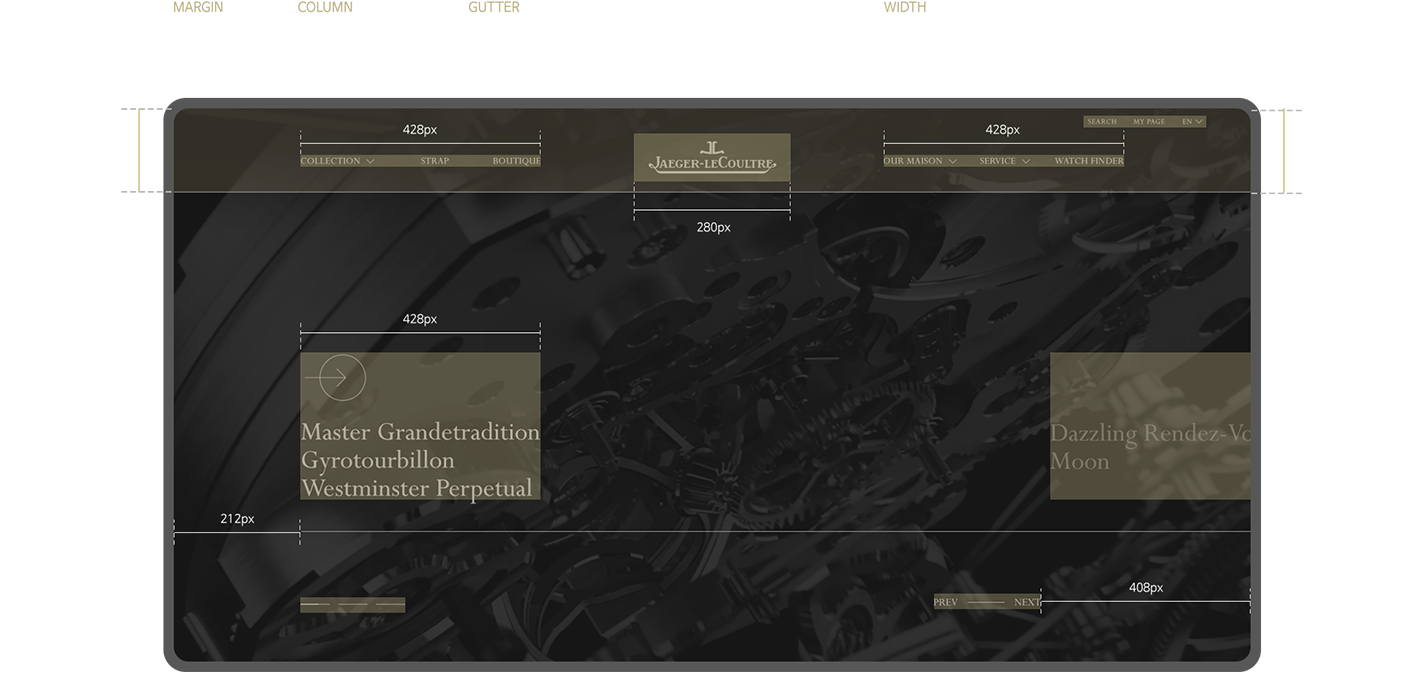 MARGIN COLUMN GUTTER WIDTH
SEARCH MY PAGE EN
428px
428px
COLLECTION STRAP BOUTIQUE
JAEGER-LECOULTRE
OUR MAISON SERVICE WATCH FINDER
280px
428px
Master Grandetradition
Gyrotourbillon
Westminster Perpetual
Dazzling Rendez-Vo
Moon
212px
408px
PREV NEXT